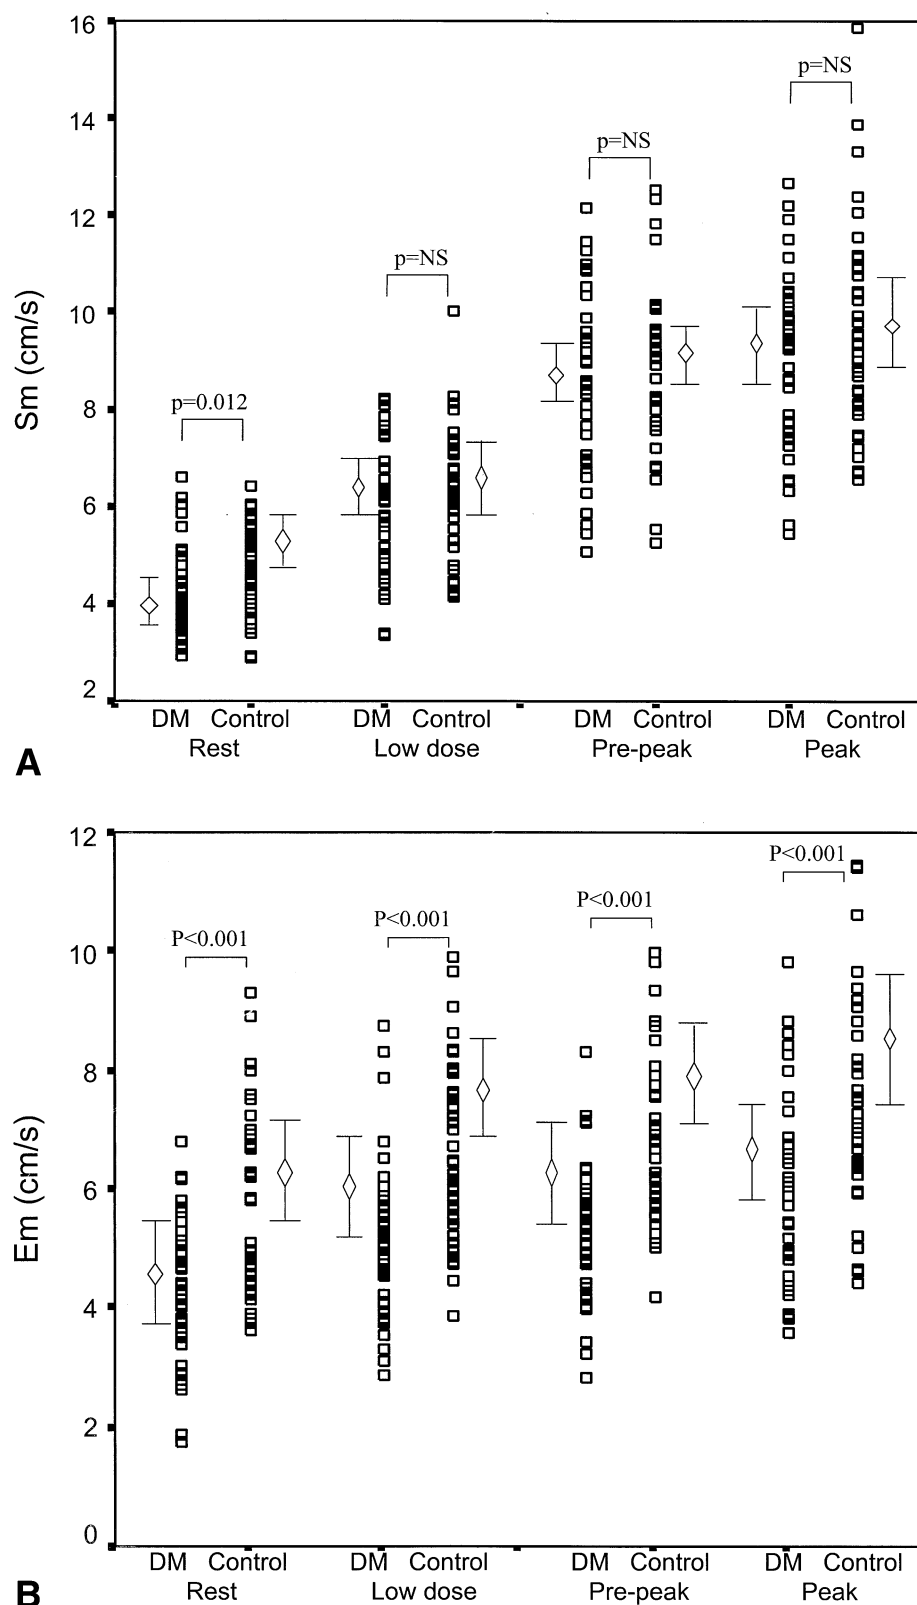 16
p=NS
14
p=NS
12
p=NS
10
p=0.012
8
6
4
2
Sm (cm/s)
DM Control DM Control DM Control DM Control
Rest Low dose Pre-peak Peak
A
12
P<0.001
P<0.001
P<0.001
P<0.001
10
8
6
4
2
0
Em (cm/s)
DM Control DM Control DM Control DM Control
Rest Low dose Pre-peak Peak
B